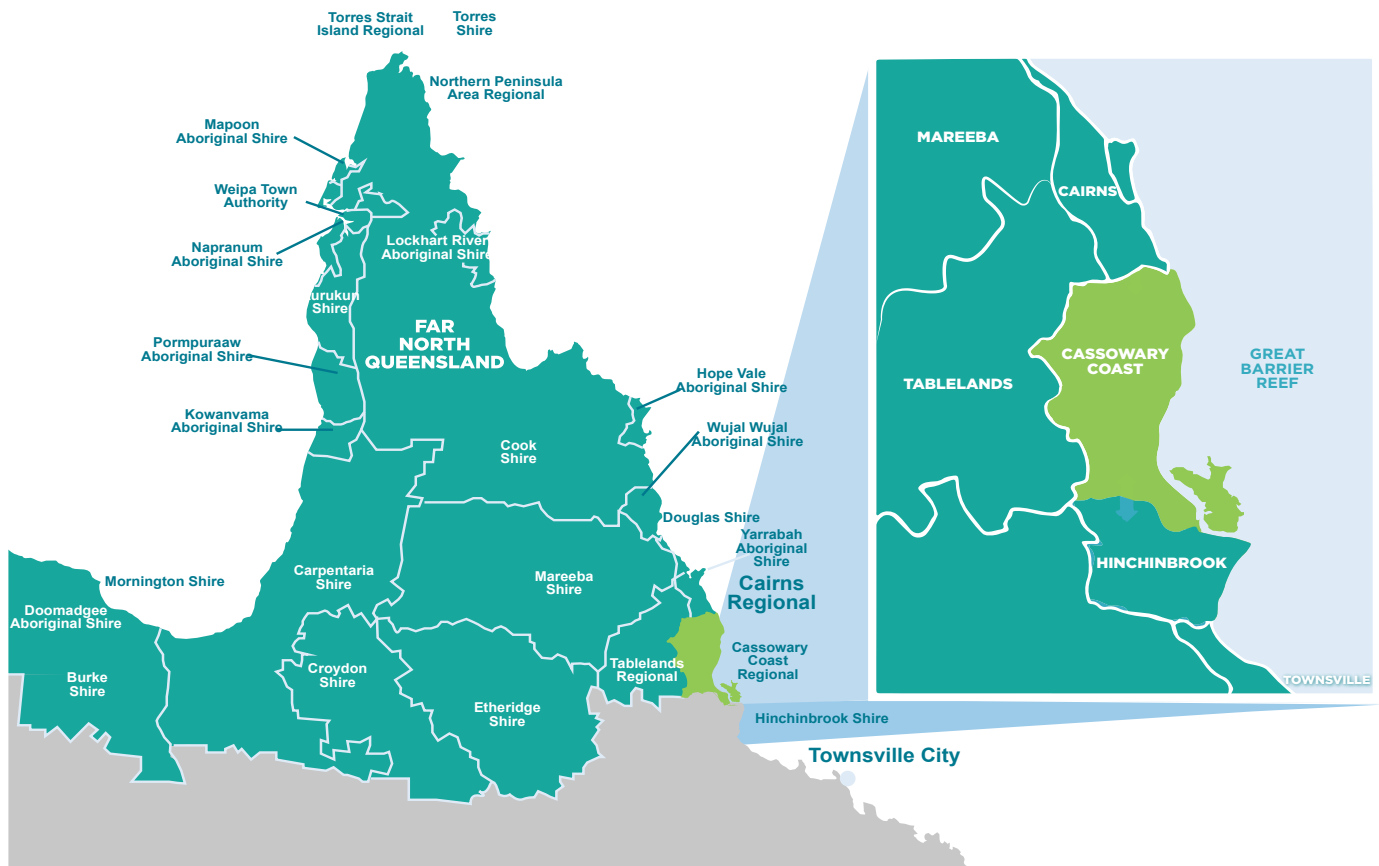 Torres Strait
Island Regional
Torres
Shire
Northern Peninsula
Area Regional
Mapoon
Aboriginal Shire
Weipa Town
Authority
Napranum
Aboriginal Shire
Lockhart River
Aboriginal Shire
urukun
Shire
FAR
NORTH
QUEENSLAND
Pormpuraaw
Aboriginal Shire
Kowanvama
Aboriginal Shire
Hope Vale
Aboriginal Shire
Wujal Wujal
Aboriginal Shire
Cook
Shire
Douglas Shire
Yarrabah
Aboriginal
Shire
Cairns
Regional
Mornington Shire
Carpentaria
Shire
Mareeba
Shire
Doomadgee
Aboriginal Shire
Burke
Shire
Croydon
Shire
Tablelands
Regional
Cassowary
Coast
Regional
Etheridge
Shire
Hinchinbrook Shire
Townsville City
MAREEBA
CAIRNS
CASSOWARY
COAST
TABLELANDS
GREAT
BARRIER
REEF
HINCHINBROOK
TOWNSVILLE